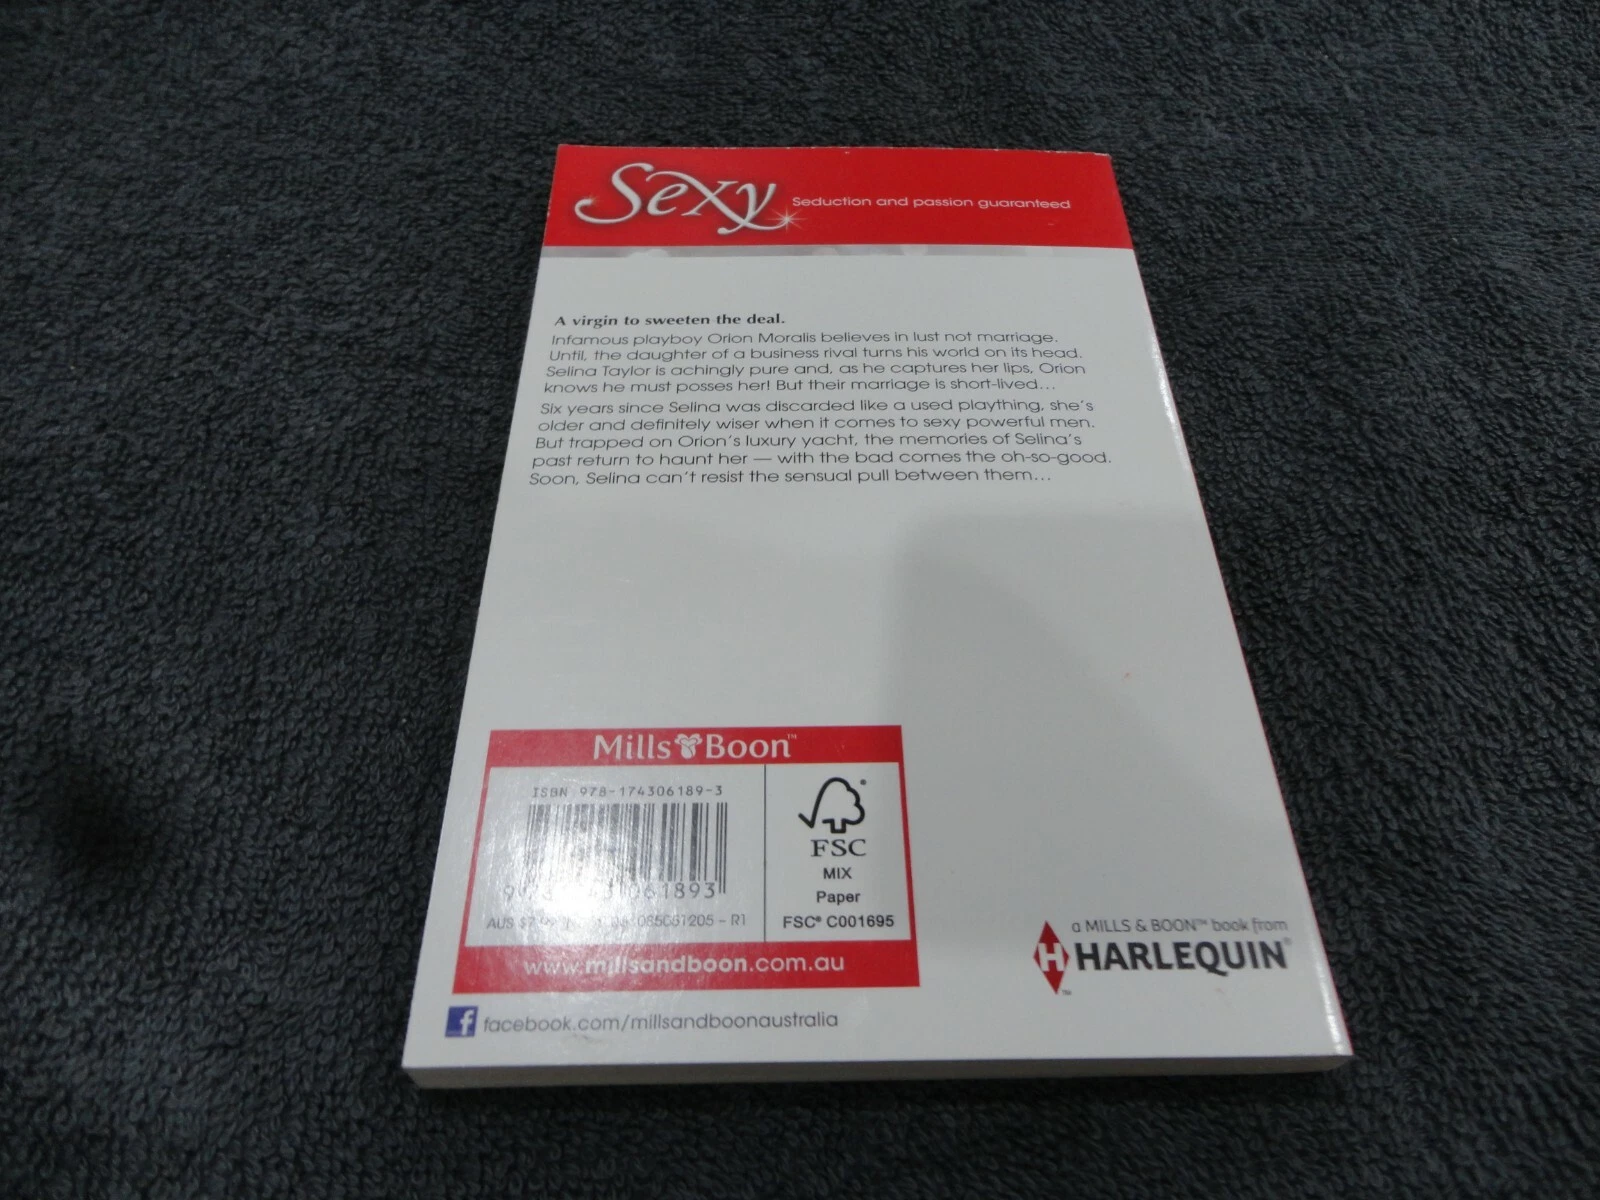 Sexy Seduction and passion guaranteed
A virgin to sweeten the deal.
Infamous playboy Orion Moralis believes in lust not marriage.
Until, the daughter of a business rival turns his world on its head.
Selina Taylor is achingly pure and, as he captures her lips, Orion
knows he must posses her! But their marriage is short-lived...
Six years since Selina was discarded like a used plaything, she's
older and definitely wiser when it comes to sexy powerful men.
But trapped on Orion's luxury yacht, the memories of Selina's
past return to haunt her — with the bad comes the oh-so-good.
Soon, Selina can't resist the sensual pull between them...
Mills Boon™
ISBN 978-174306189-3
061893
AUS 085061205 - R1
FSC
MIX
Paper
FSC® C001695
www.millsandboon.com.au
facebook.com/millsandboonaustralia
a MILLS & BOON™ book from
H HARLEQUIN®